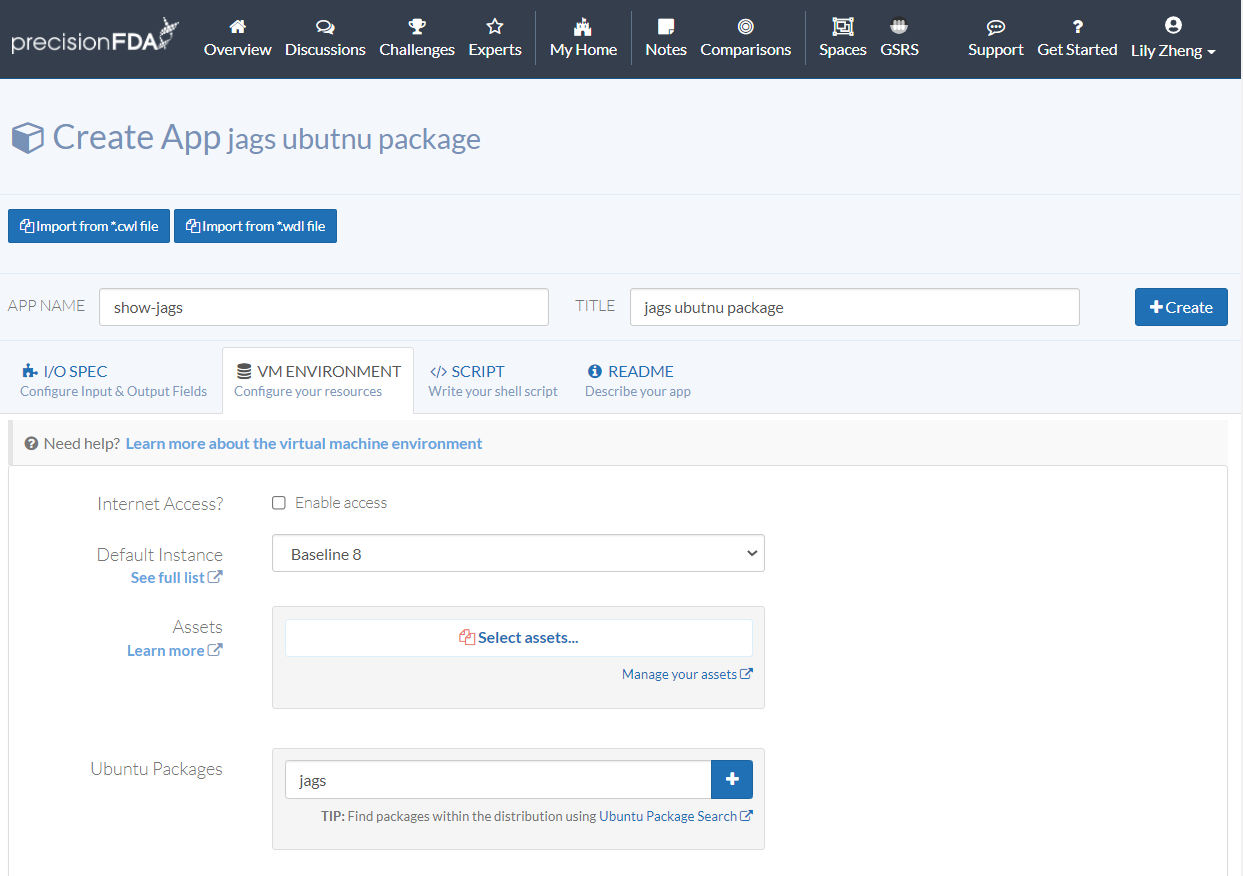 precisionFDA
Overview Discussions Challenges Experts My Home Notes Comparisons Spaces GSRS Support Get Started Lily Zheng
Create App jags ubutnu package
Import from *.cwl file Import from *.wdl file
APP NAME show-jags TITLE jags ubutnu package Create
I/O SPEC VM ENVIRONMENT </> SCRIPT README
Configure Input & Output Fields Configure your resources Write your shell script Describe your app
Need help? Learn more about the virtual machine environment
Internet Access? Enable access
Default Instance Baseline 8
See full list
Assets Select assets...
Learn more
Manage your assets
Ubuntu Packages jags
TIP: Find packages within the distribution using Ubuntu Package Search